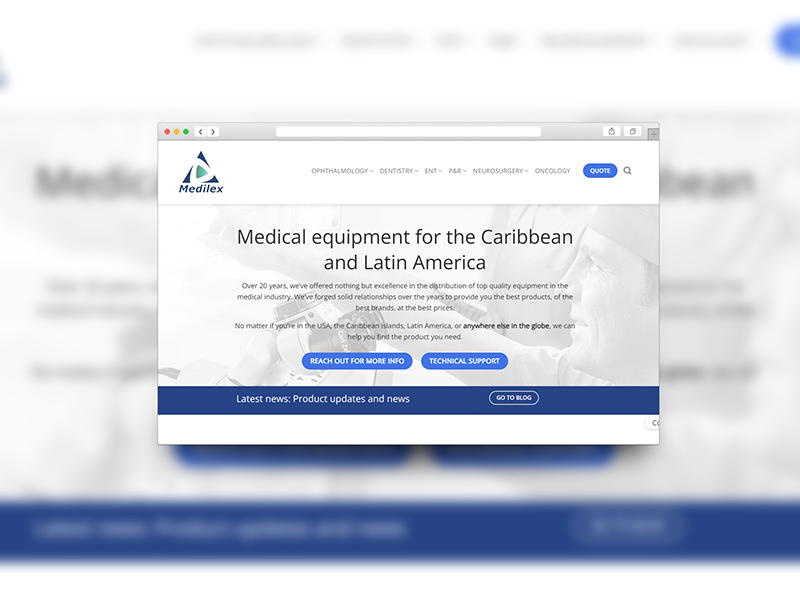 Medilex
OPHTHALMOLOGY DENTISTRY ENT P&R NEUROSURGERY ONCOLOGY QUOTE
Medical equipment for the Caribbean
and Latin America
Over 20 years, we've offered nothing but excellence in the distribution of top quality equipment in the
medical industry. We've forged solid relationships over the years to provide you the best products, of the
best brands, at the best prices.
No matter if you're in the USA, the Caribbean islands, Latin America, or anywhere else in the globe, we can
help you find the product you need.
REACH OUT FOR MORE INFO TECHNICAL SUPPORT
Latest news: Product updates and news GO TO BLOG